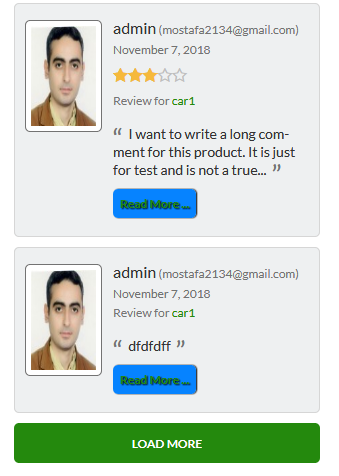 admin (mostafa2134@gmail.com)
November 7, 2018
Review for car1
“ I want to write a long com-
ment for this product. It is just
for test and is not a true... ”
Read More ...
admin (mostafa2134@gmail.com)
November 7, 2018
Review for car1
“ dfdfdff ”
Read More ...
LOAD MORE